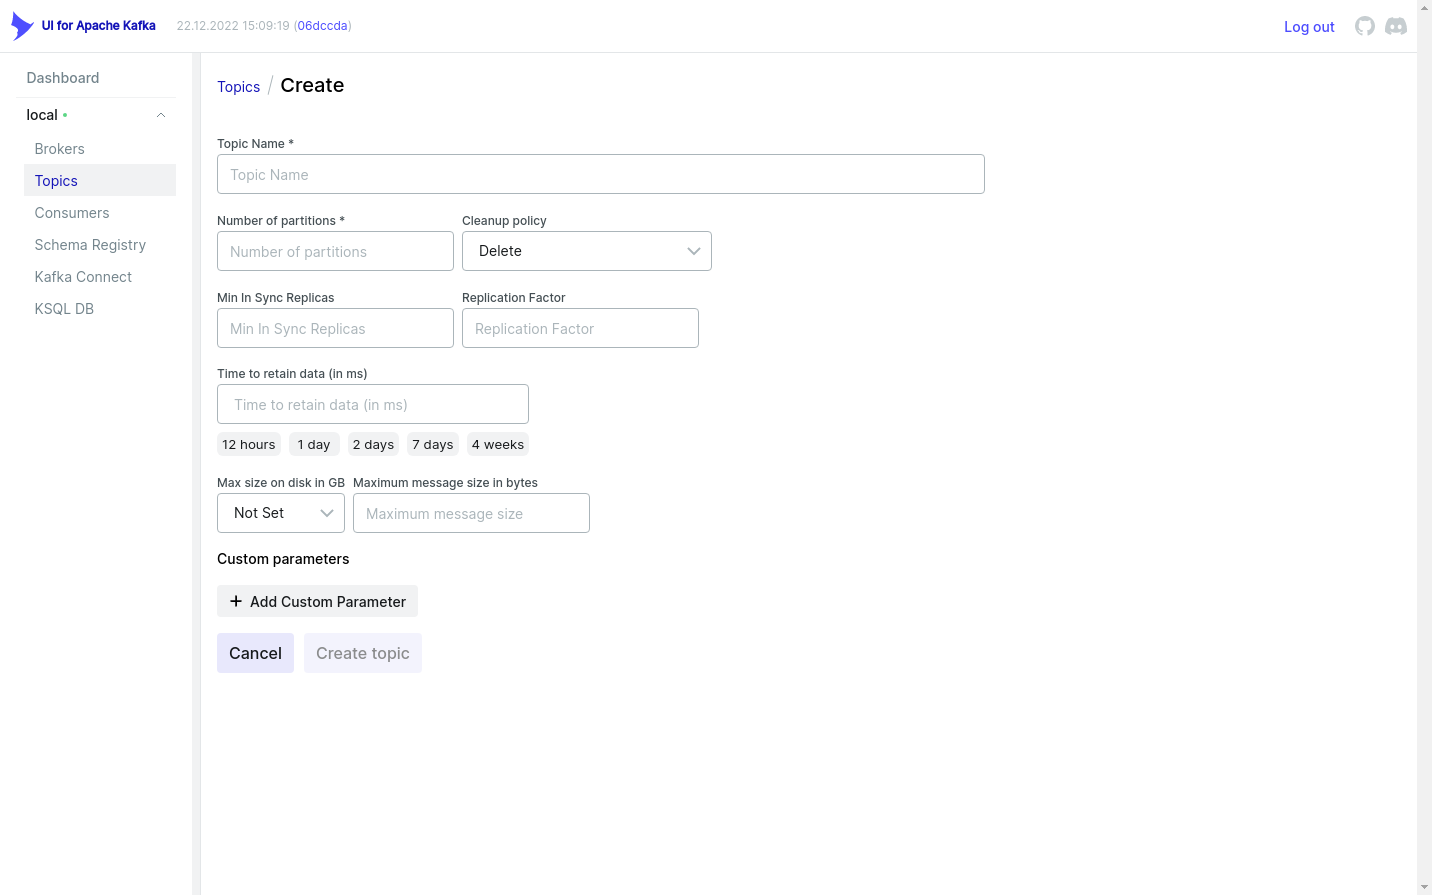 UI for Apache Kafka 22.12.2022 15:09:19 (06dccda) Log out
Dashboard
local
Brokers
Topics
Consumers
Schema Registry
Kafka Connect
KSQL DB
Topics / Create
Topic Name *
Topic Name
Number of partitions * Cleanup policy
Number of partitions Delete
Min In Sync Replicas Replication Factor
Min In Sync Replicas Replication Factor
Time to retain data (in ms)
Time to retain data (in ms)
12 hours 1 day 2 days 7 days 4 weeks
Max size on disk in GB Maximum message size in bytes
Not Set Maximum message size
Custom parameters
+ Add Custom Parameter
Cancel Create topic